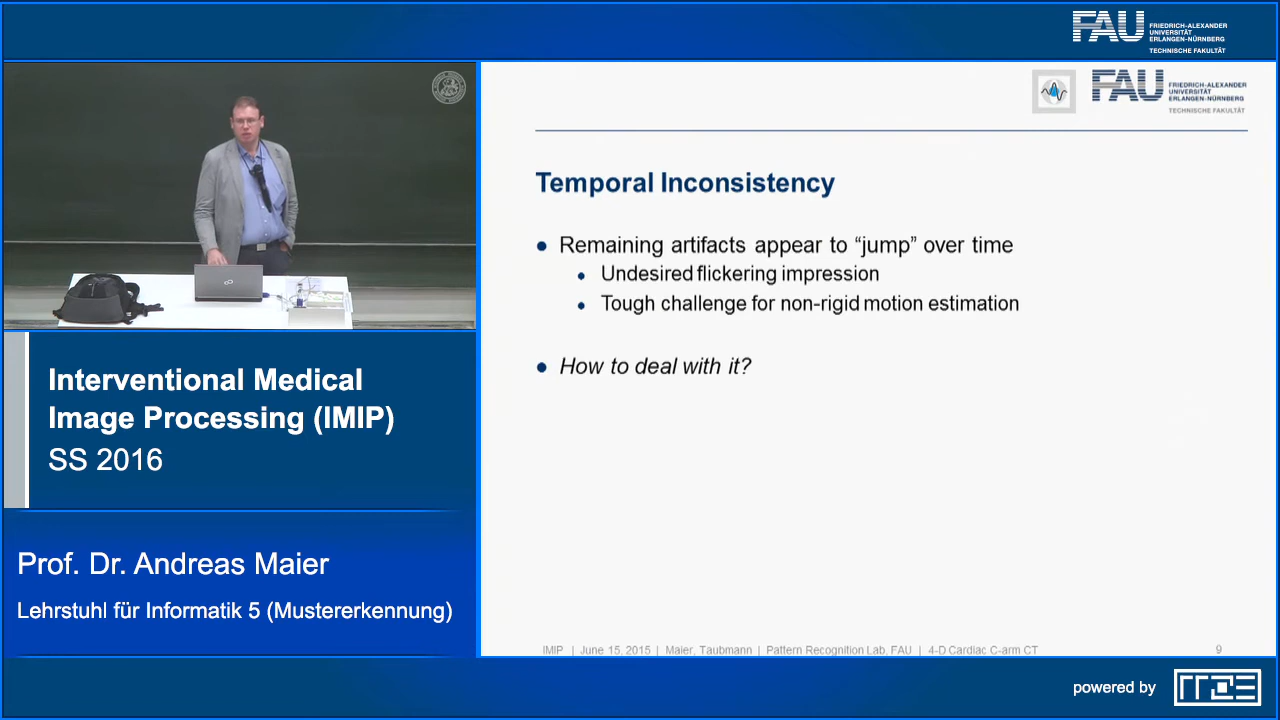 FAU
FRIEDRICH-ALEXANDER
UNIVERSITÄT
ERLANGEN-NÜRNBERG
TECHNISCHE FAKULTÄT
FAU
FRIEDRICH-ALEXANDER
UNIVERSITÄT
ERLANGEN-NÜRNBERG
TECHNISCHE FAKULTÄT
Temporal Inconsistency
Remaining artifacts appear to “jump” over time
Undesired flickering impression
Tough challenge for non-rigid motion estimation
How to deal with it?
IMIP | June 15, 2015 | Maier, Taubmann | Pattern Recognition Lab, FAU | 4-D Cardiac C-arm CT 9
Interventional Medical
Image Processing (IMIP)
SS 2016
Prof. Dr. Andreas Maier
Lehrstuhl für Informatik 5 (Mustererkennung)
powered by
rrze